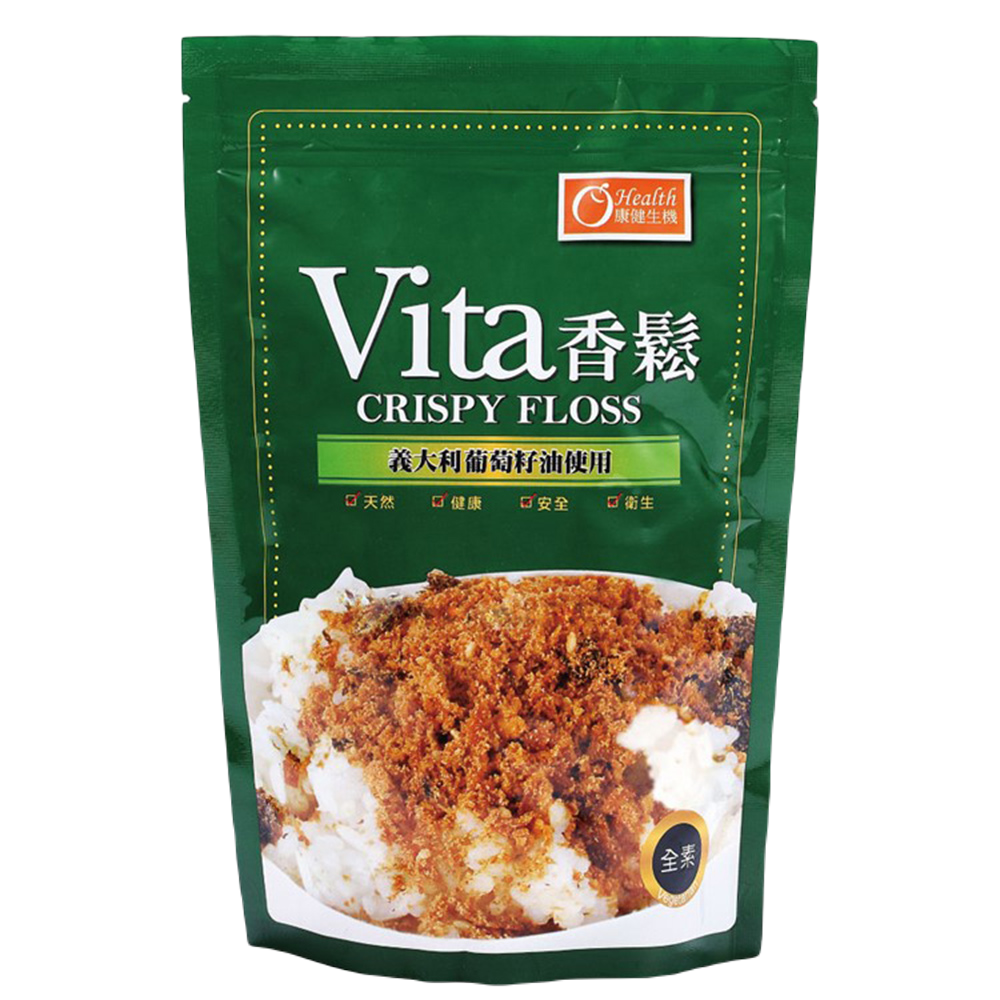 Health
康健生機
Vita香鬆
CRISPY FLOSS
義大利葡萄籽油使用
天然 健康 安全 衛生
全素
Vegetarian